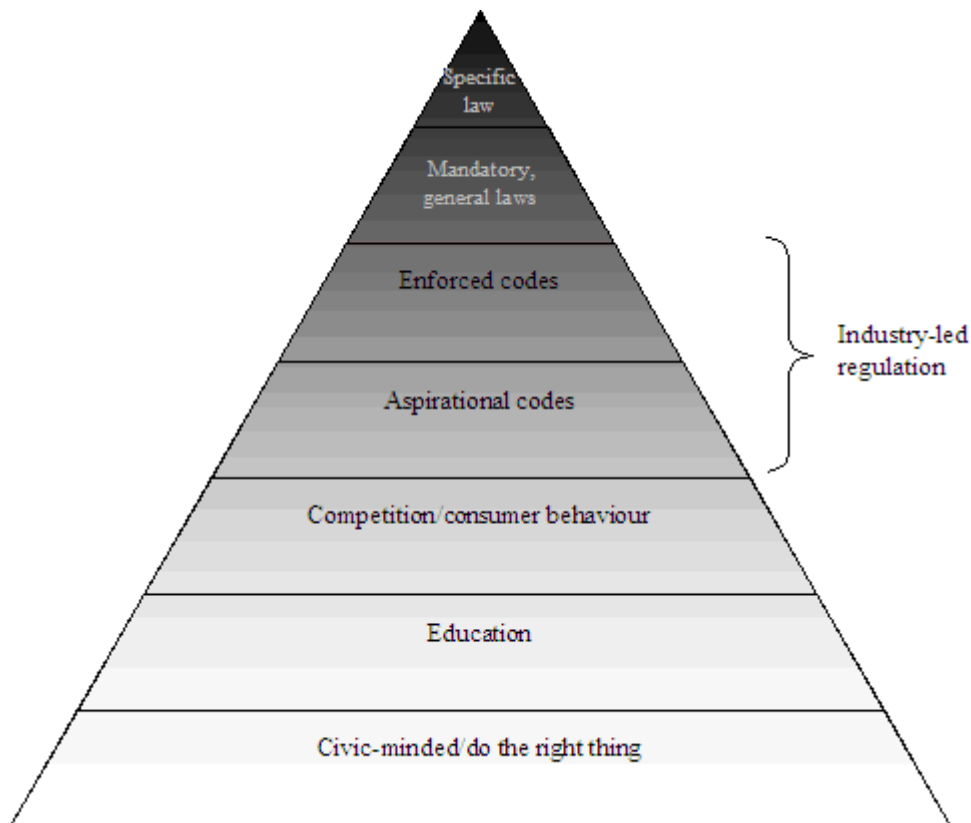 Specific
law
Mandatory,
general laws
Enforced codes
Industry-led
regulation
Aspirational codes
Competition/consumer behaviour
Education
Civic-minded/do the right thing